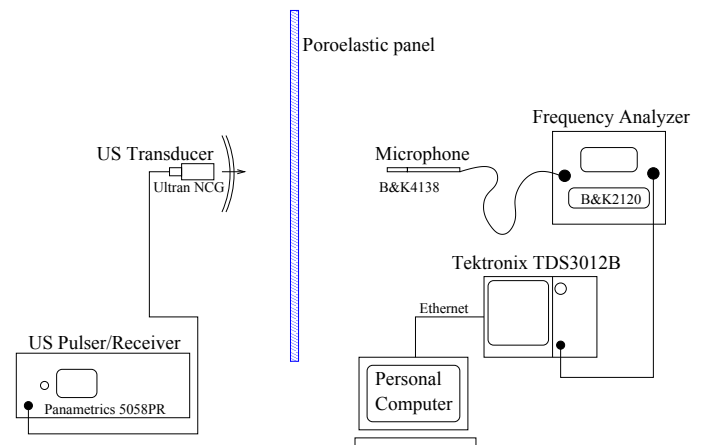 Poroelastic panel
Frequency Analyzer
US Transducer
Ultran NCG
Microphone
B&K4138
B&K2120
Tektronix TDS3012B
Ethernet
US Pulser/Receiver
Panametrics 5058PR
Personal
Computer